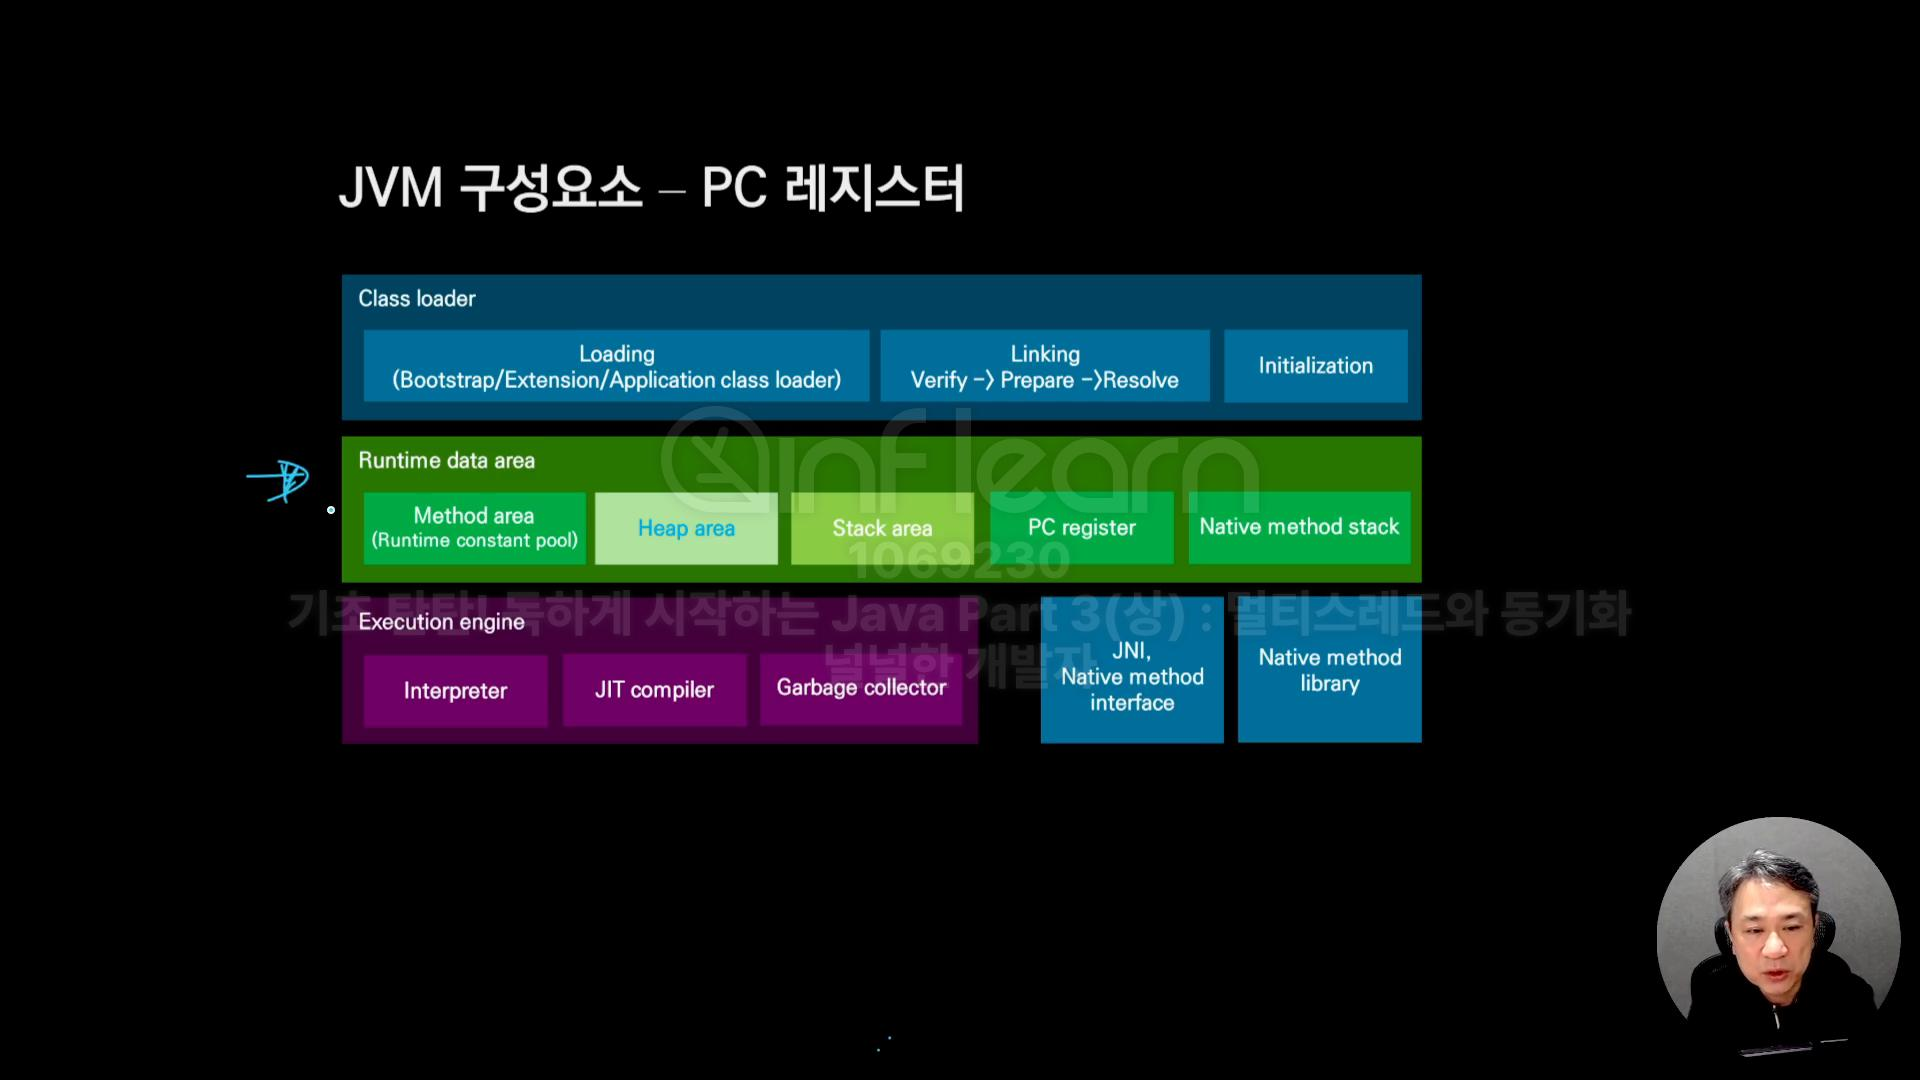 JVM 구성요소 – PC 레지스터
Class loader
Loading
(Bootstrap/Extension/Application class loader)
Linking
Verify -> Prepare ->Resolve
Initialization
Runtime data area
Method area
(Runtime constant pool)
Heap area
Stack area
PC register
Native method stack
inflearn
1069230
기초 탄탄! 독하게 시작하는 Java Part 3(상) : 멀티스레드와 동기화
널널한 개발자
Execution engine
Interpreter
JIT compiler
Garbage collector
JNI,
Native method
interface
Native method
library